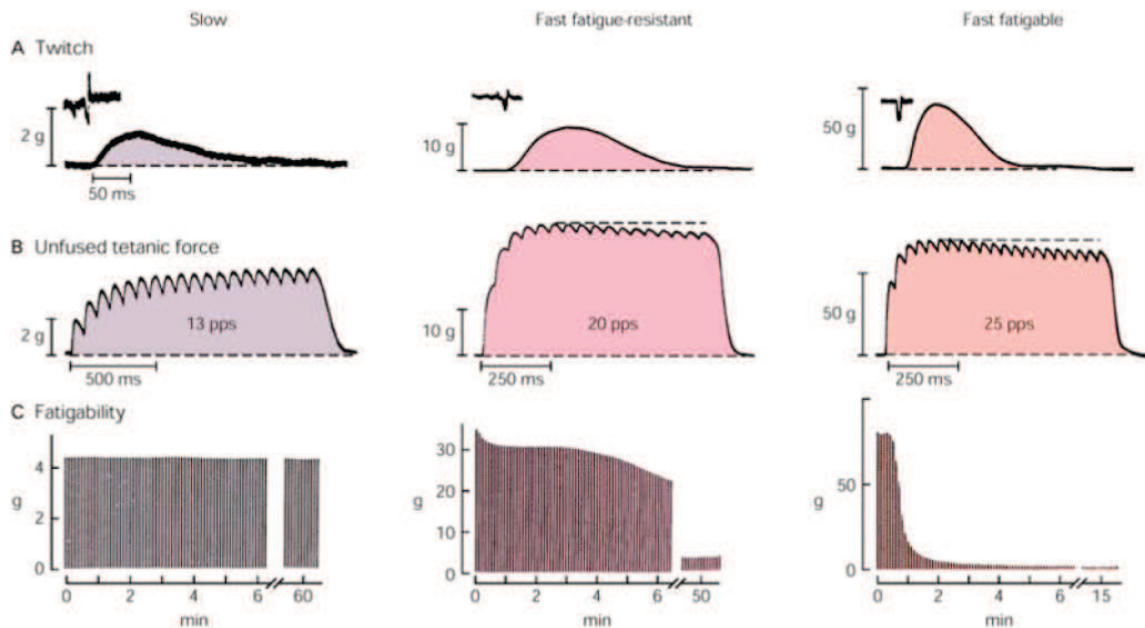 Slow Fast fatigue-resistant Fast fatigable
A Twitch
2 g 10 g 50 g
50 ms
B Unfused tetanic force
2 g 13 pps 10 g 20 pps 50 g 25 pps
500 ms 250 ms 250 ms
C Fatigability
4 2 0 g 30 20 10 0 g 50 0 g
0 2 4 6 60 0 2 4 6 50 0 2 4 6 15
min min min